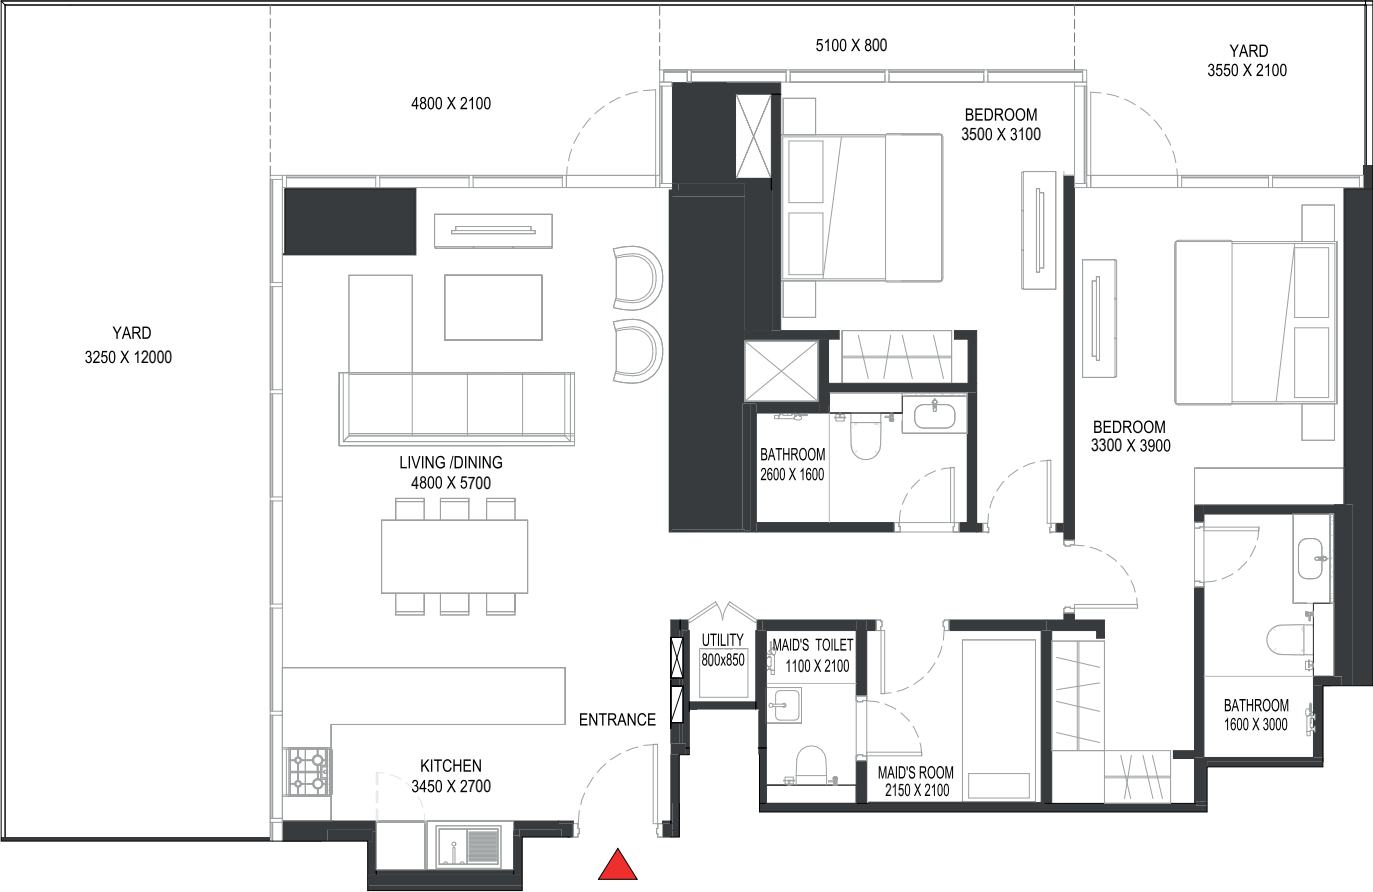 5100 X 800
YARD
3550 X 2100
4800 X 2100
BEDROOM
3500 X 3100
YARD
3250 X 12000
BEDROOM
3300 X 3900
LIVING /DINING
4800 X 5700
BATHROOM
2600 X 1600
UTILITY
800x850
MAID'S TOILET
1100 X 2100
ENTRANCE
BATHROOM
1600 X 3000
KITCHEN
3450 X 2700
MAID'S ROOM
2150 X 2100